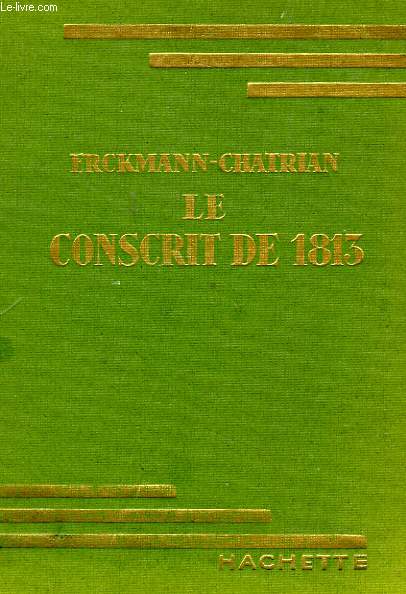 Le-livre.com
ERCKMANN-CHATRIAN
LE
CONSCRIT DE 1813
HACHETTE